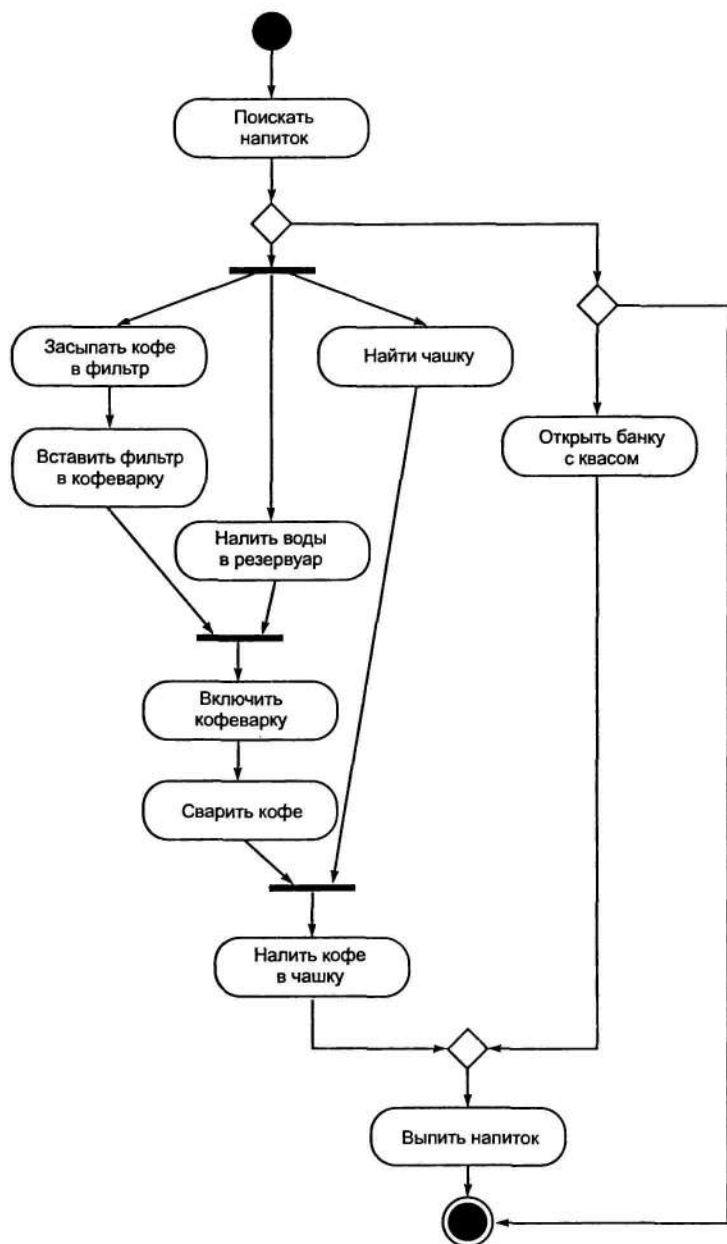 Поискать
напиток
Засыпать кофе
в фильтр
Найти чашку
Вставить фильтр
в кофеварку
Открыть банку
с квасом
Налить воды
в резервуар
Включить
кофеварку
Сварить кофе
Налить кофе
в чашку
Выпить напиток